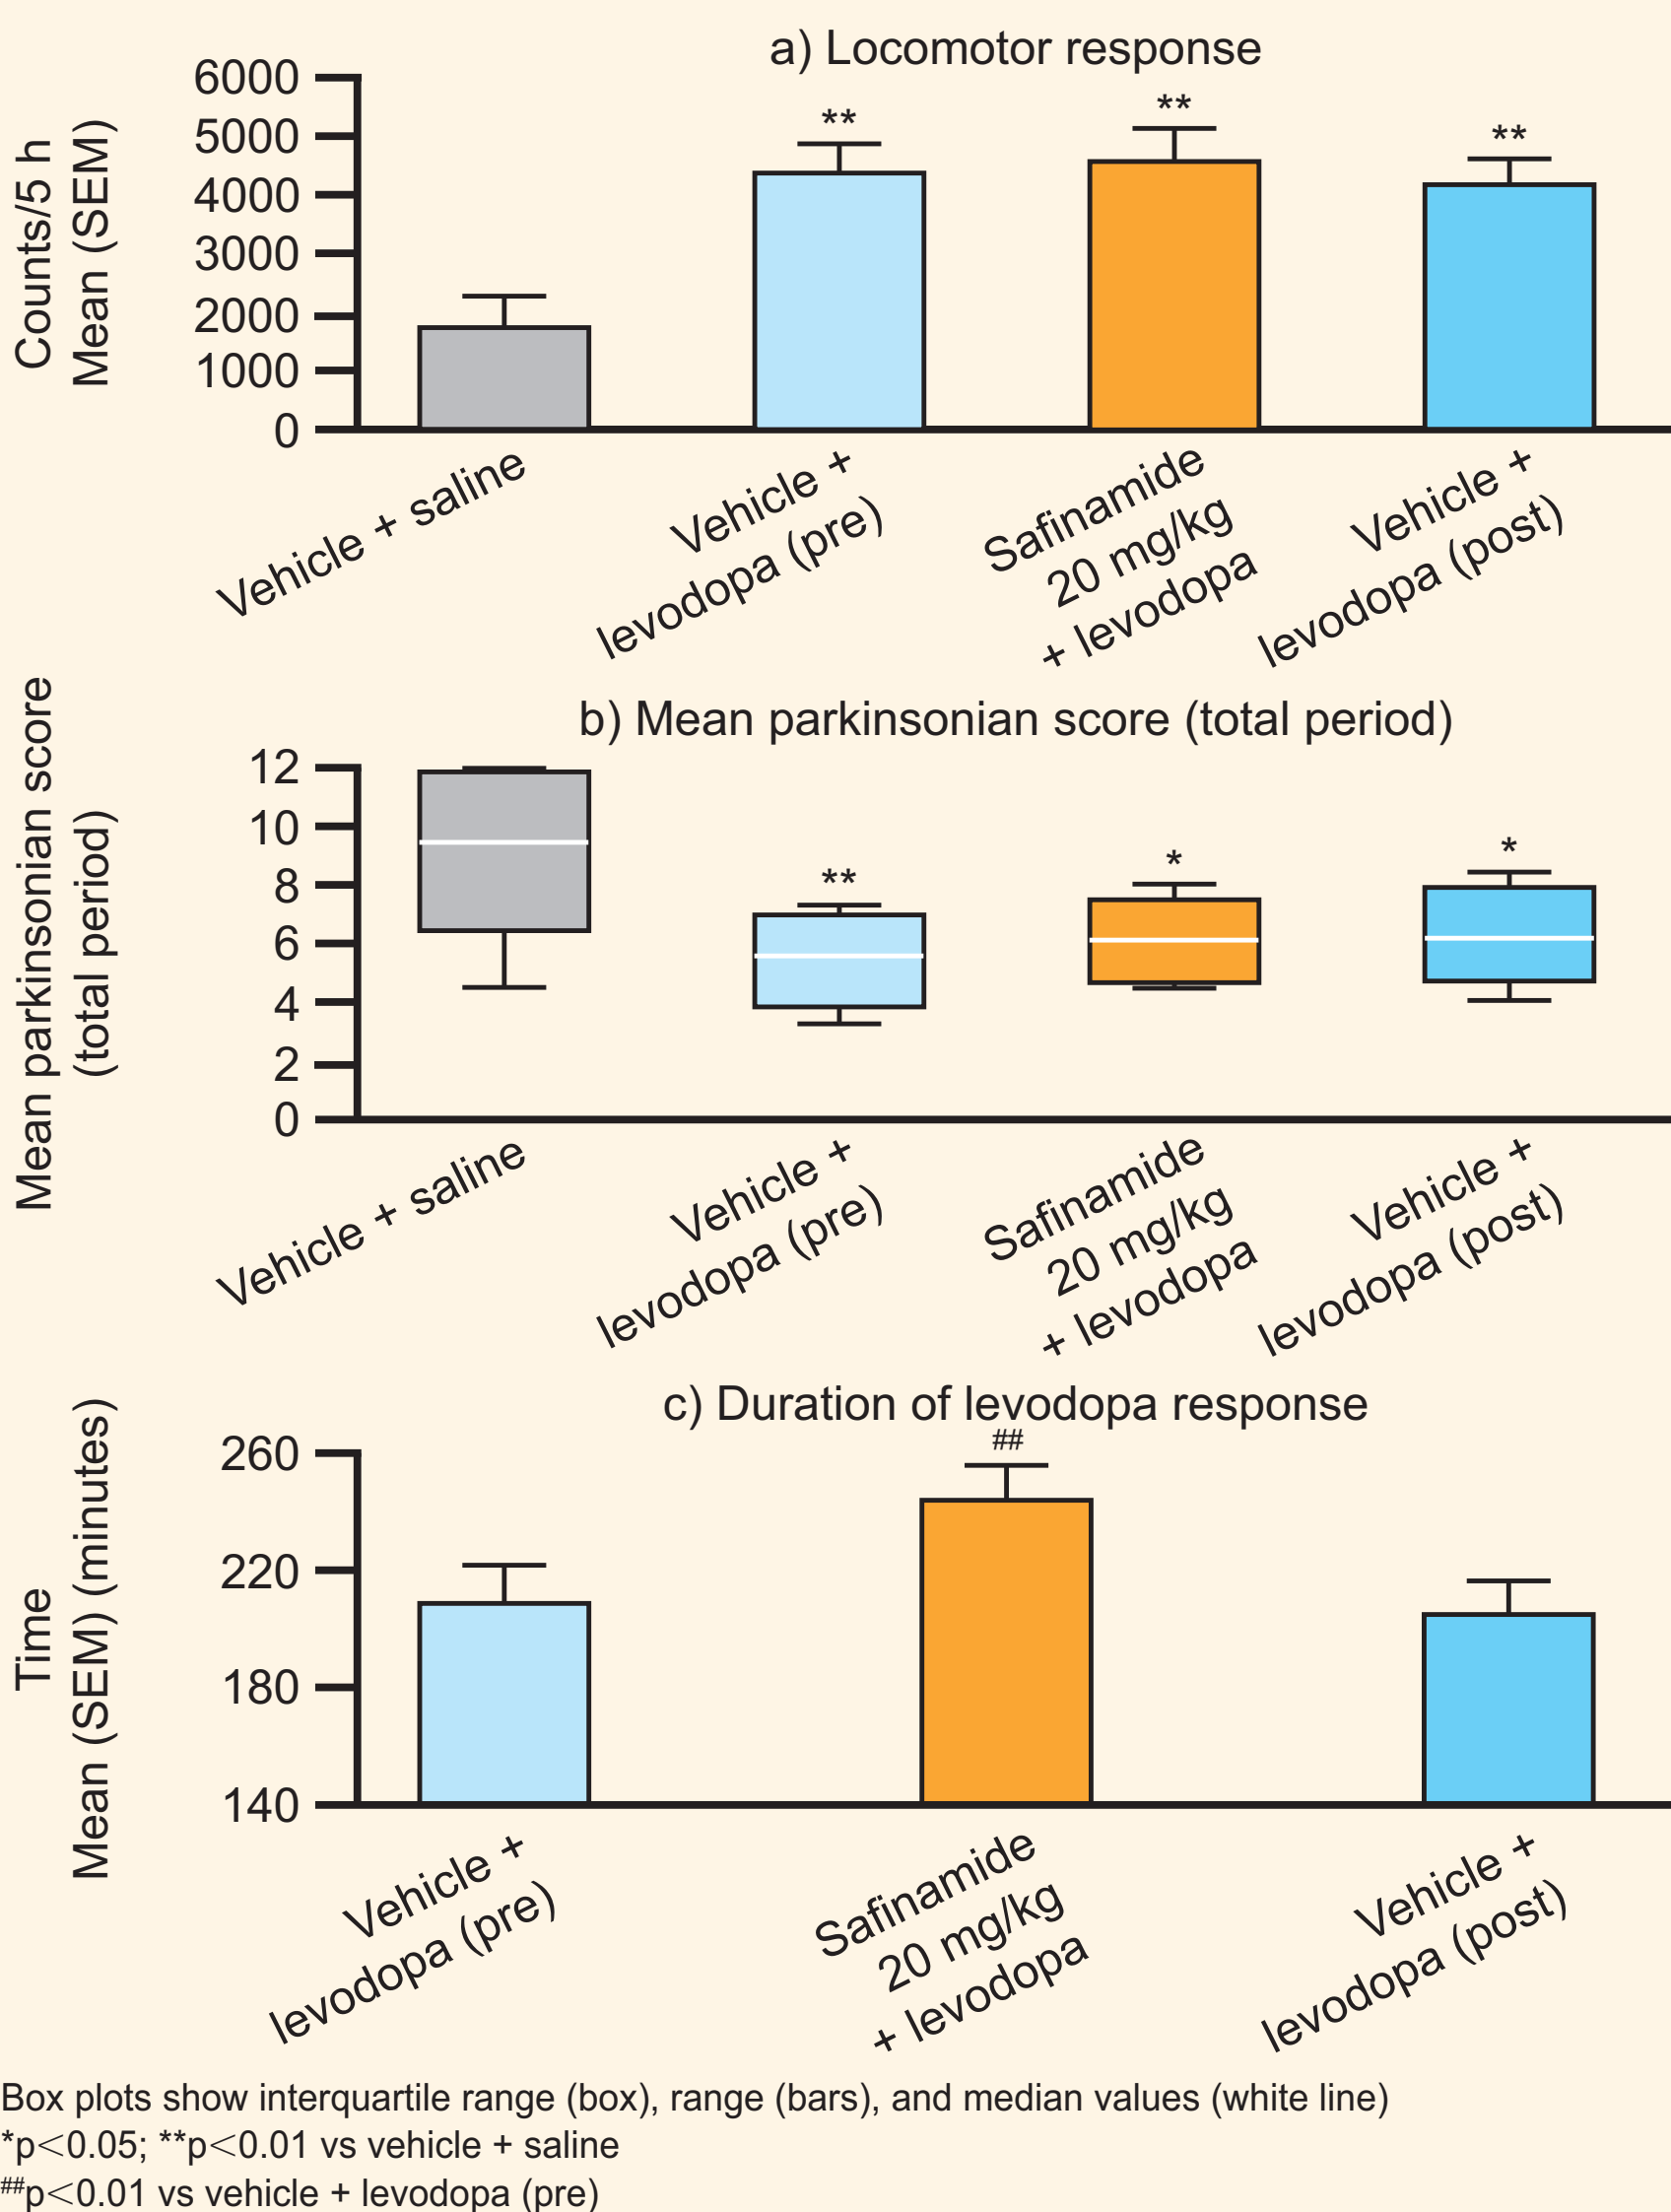 a) Locomotor response
Counts/5 h
Mean (SEM)
6000
5000
4000
3000
2000
1000
0
**
**
**
Vehicle + saline
Vehicle +
levodopa (pre)
Safinamide
20 mg/kg
+ levodopa
Vehicle +
levodopa (post)
b) Mean parkinsonian score (total period)
Mean parkinsonian score
(total period)
12
10
8
6
4
2
0
**
*
*
Vehicle + saline
Vehicle +
levodopa (pre)
Safinamide
20 mg/kg
+ levodopa
Vehicle +
levodopa (post)
c) Duration of levodopa response
Time
Mean (SEM) (minutes)
260
220
180
140
##
Vehicle +
levodopa (pre)
Safinamide
20 mg/kg
+ levodopa
Vehicle +
levodopa (post)
Box plots show interquartile range (box), range (bars), and median values (white line)
*p<0.05; **p<0.01 vs vehicle + saline
##p<0.01 vs vehicle + levodopa (pre)